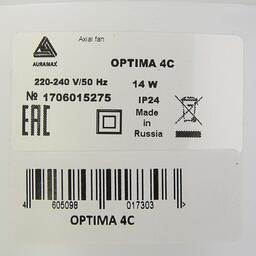 Axial fan
AURAMAX
OPTIMA 4C
220-240 V/50 Hz 14 W
№ 1706015275 IP24
EAC
Made in Russia
4 605098 017303 >
OPTIMA 4C